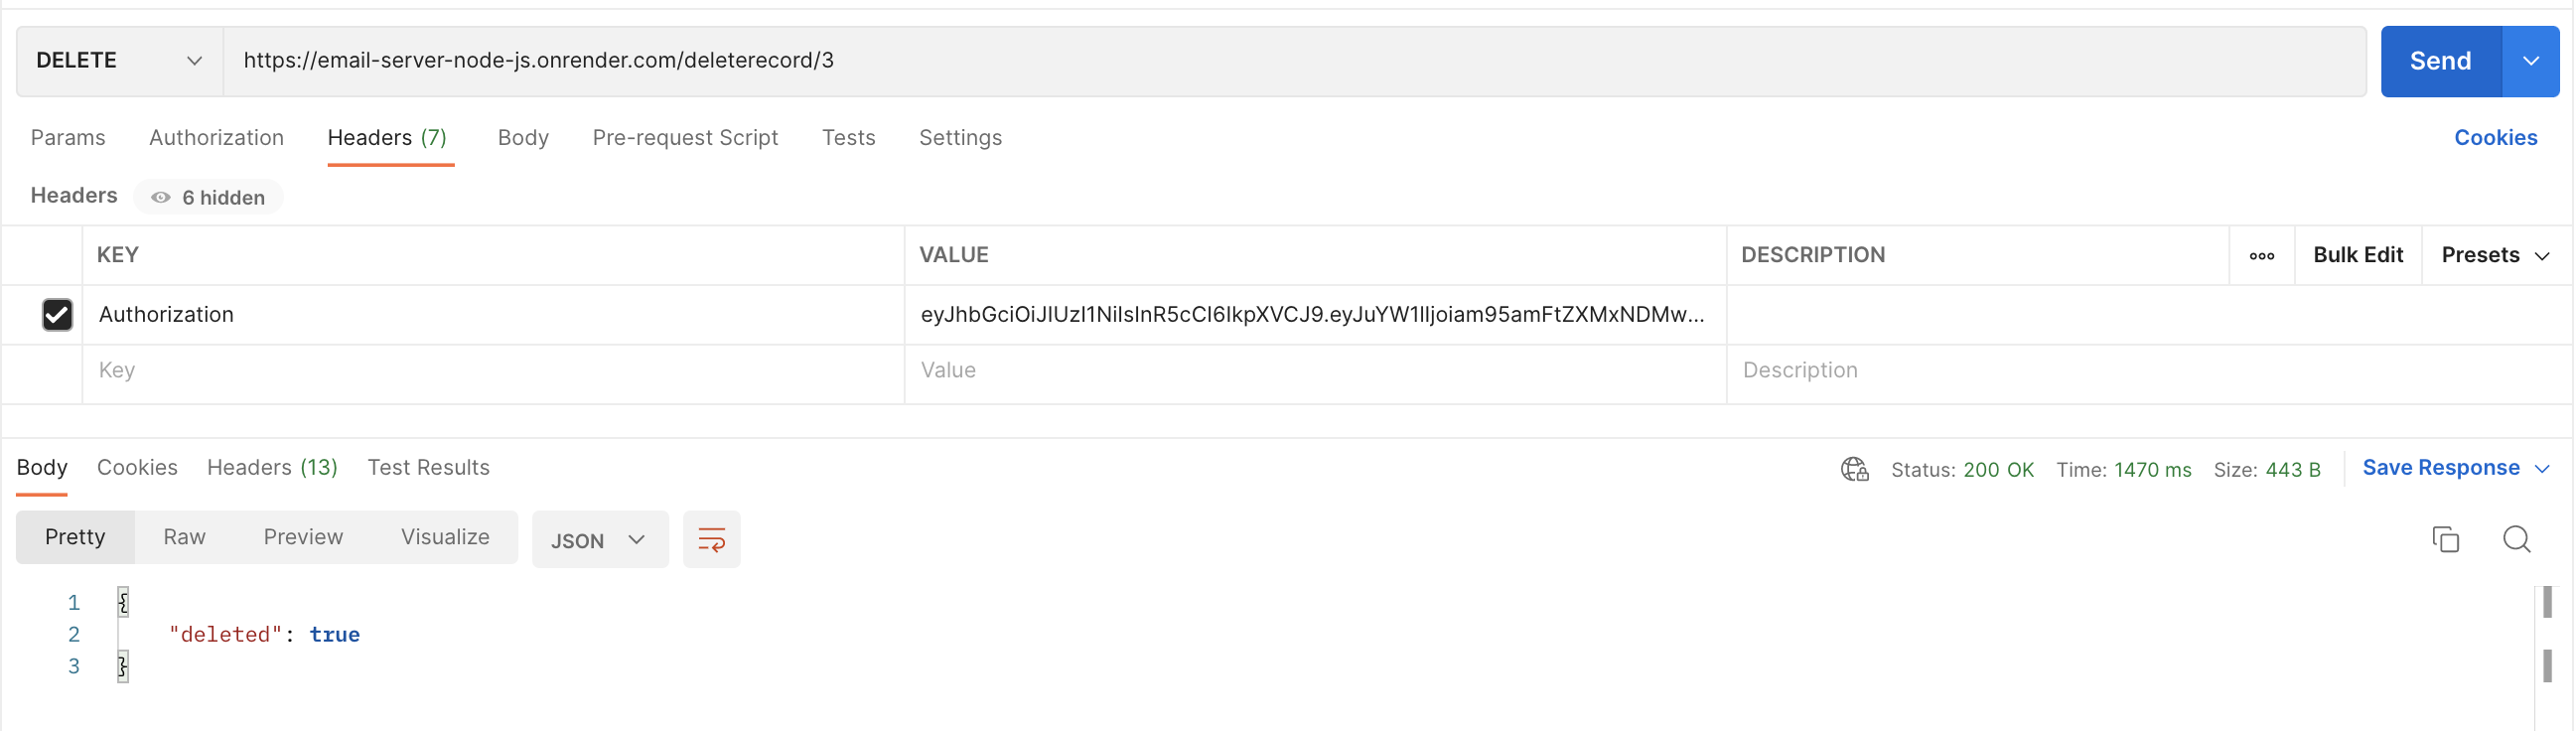 DELETE https://email-server-node-js.onrender.com/deleterecord/3 Send
Params Authorization Headers (7) Body Pre-request Script Tests Settings Cookies
Headers 6 hidden
KEY VALUE DESCRIPTION ooo Bulk Edit Presets
Authorization eyJhbGciOiJIUzI1NiIsInR5cCI6IkpXVCJ9.eyJuYW1lIjoiam95amFtZXMxNDMw...
Key Value Description
Body Cookies Headers (13) Test Results Status: 200 OK Time: 1470 ms Size: 443 B Save Response
Pretty Raw Preview Visualize JSON
1 {
2 "deleted": true
3 }